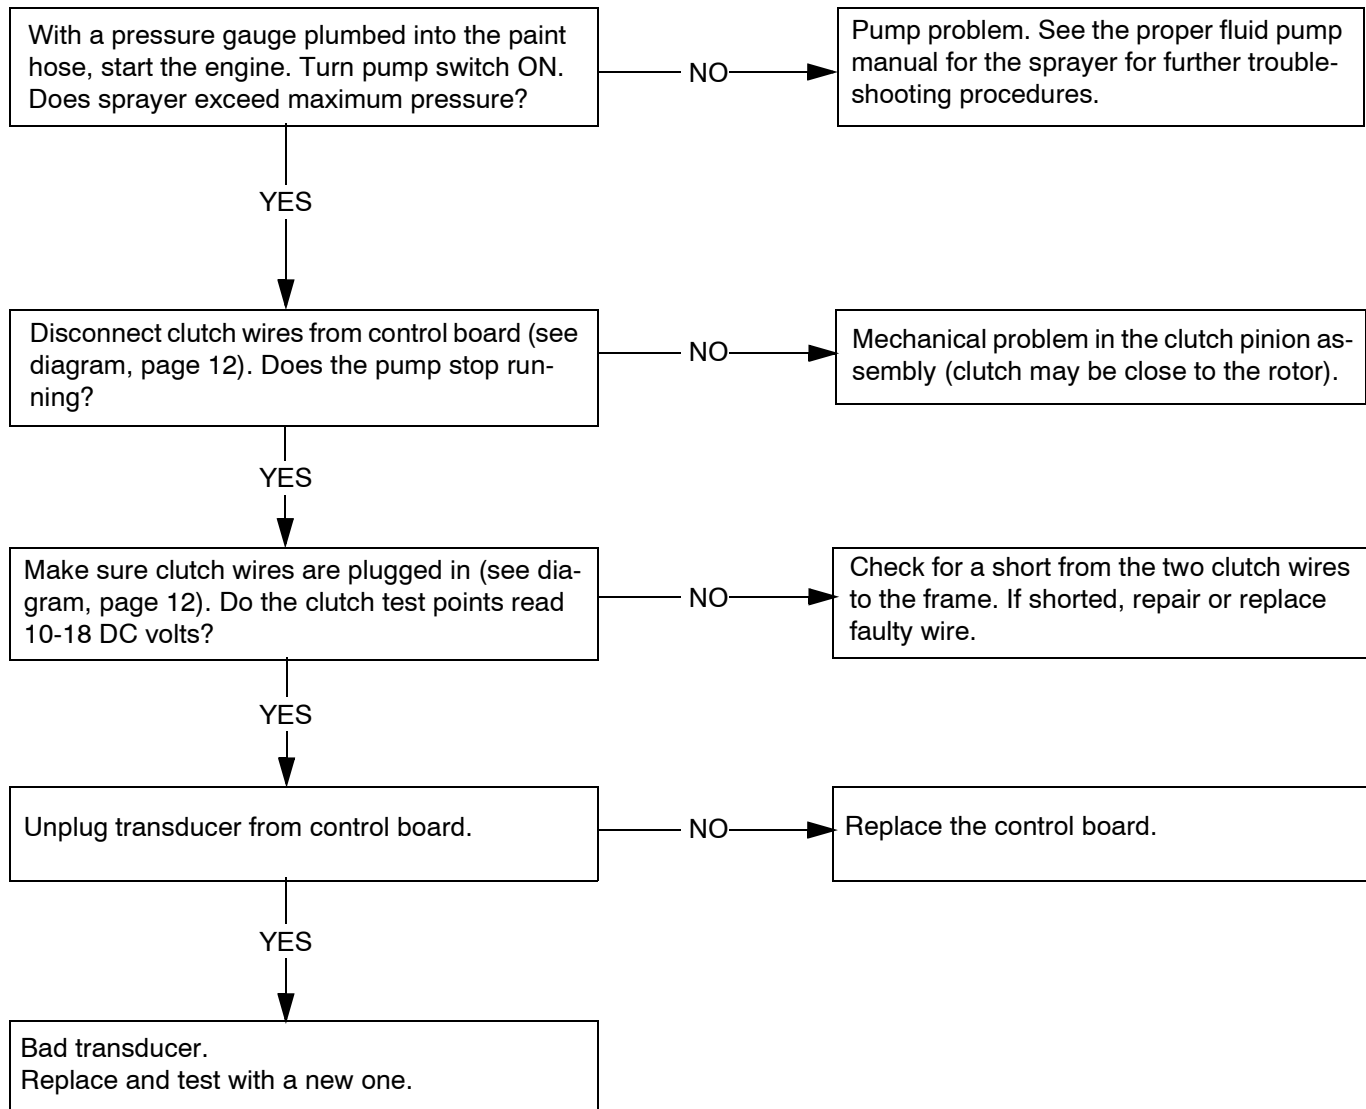 With a pressure gauge plumbed into the paint
hose, start the engine. Turn pump switch ON.
Does sprayer exceed maximum pressure?
NO
Pump problem. See the proper fluid pump
manual for the sprayer for further trouble-
shooting procedures.
YES
Disconnect clutch wires from control board (see
diagram, page 12). Does the pump stop run-
ning?
NO
Mechanical problem in the clutch pinion as-
sembly (clutch may be close to the rotor).
YES
Make sure clutch wires are plugged in (see dia-
gram, page 12). Do the clutch test points read
10-18 DC volts?
NO
Check for a short from the two clutch wires
to the frame. If shorted, repair or replace
faulty wire.
YES
Unplug transducer from control board.
NO
Replace the control board.
YES
Bad transducer.
Replace and test with a new one.